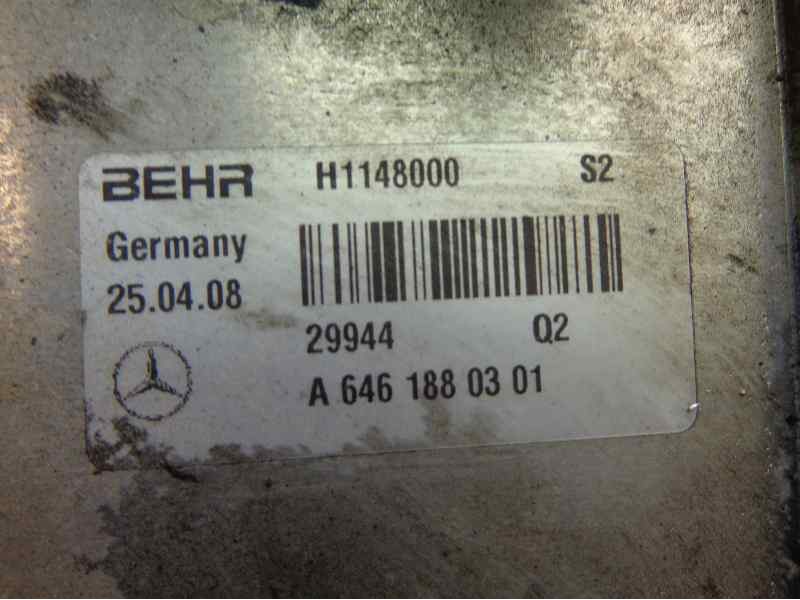 BEHR H1148000 S2
Germany
25.04.08
29944 Q2
A 646 188 03 01